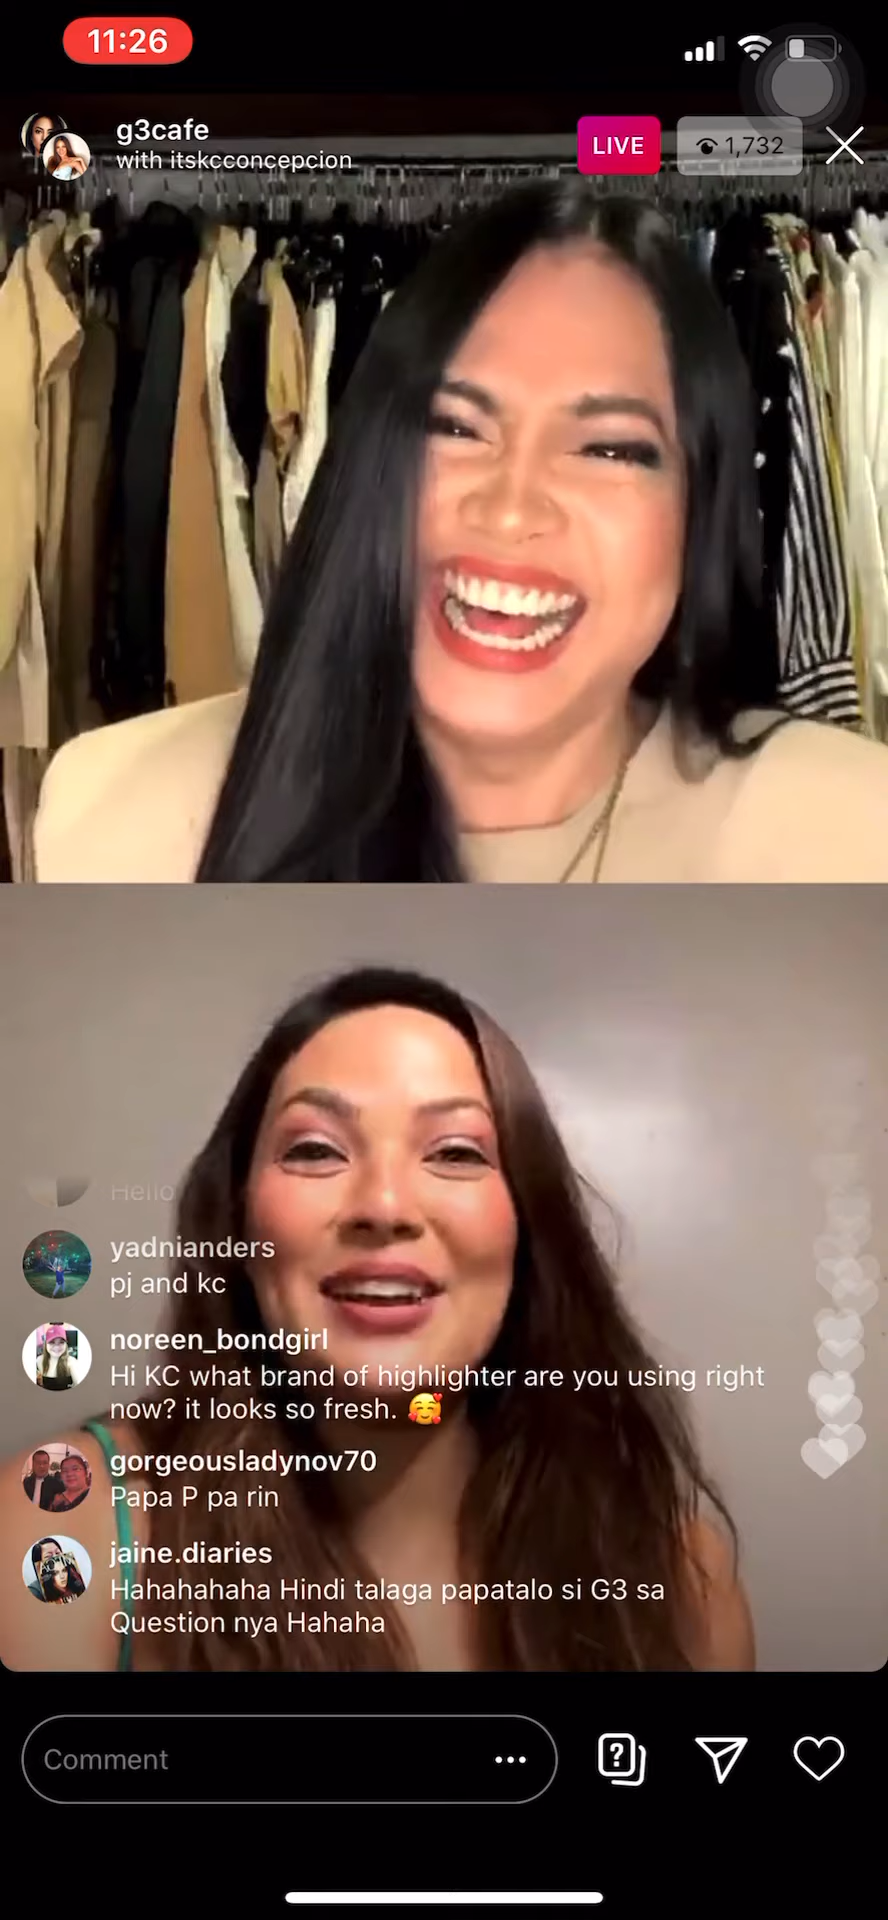 11:26
g3cafe
with itskcconcepcion
LIVE
1,732
Hello
yadnianders
pj and kc
noreen_bondgirl
Hi KC what brand of highlighter are you using right
now? it looks so fresh. 🥰
gorgeousladynov70
Papa P pa rin
jaine.diaries
Hahahahaha Hindi talaga papatalo si G3 sa
Question nya Hahaha
Comment